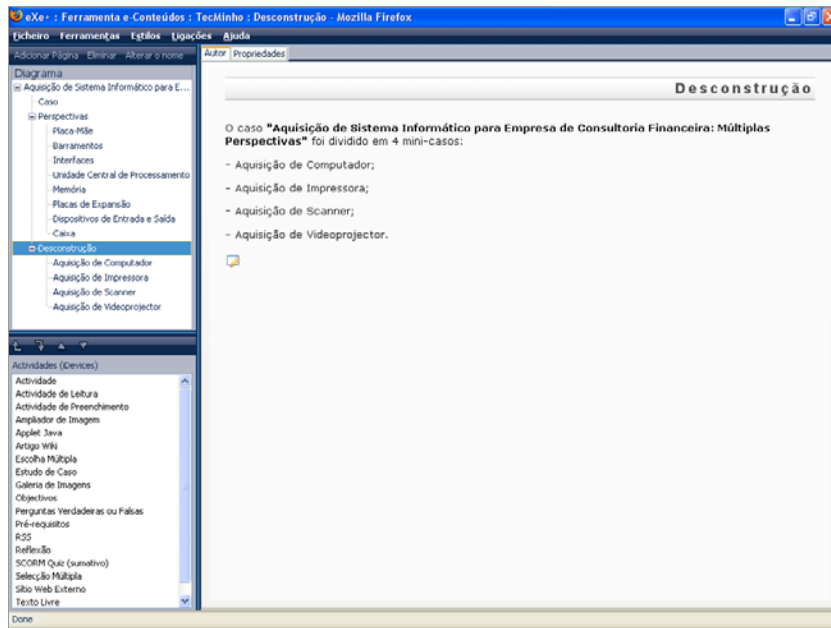 eXe+ : Ferramenta e-Conteúdos : TecMinho : Desconstrução - Mozilla Firefox
Ficheiro Ferramentas Estilos Ligações Ajuda
Adicionar Página Eliminar Alterar o nome
Autor Propriedades
Diagrama
Aquisição de Sistema Informático para E...
Caso
Perspectivas
Placa-Mãe
Barramentos
Interfaces
Unidade Central de Processamento
Memória
Placas de Expansão
Dispositivos de Entrada e Saída
Caixa
Desconstrução
Aquisição de Computador
Aquisição de Impressora
Aquisição de Scanner
Aquisição de Videoprojector
Desconstrução
O caso "Aquisição de Sistema Informático para Empresa de Consultoria Financeira: Múltiplas
Perspectivas" foi dividido em 4 mini-casos:
- Aquisição de Computador;
- Aquisição de Impressora;
- Aquisição de Scanner;
- Aquisição de Videoprojector.
Actividades (iDevices)
Actividade
Actividade de Leitura
Actividade de Preenchimento
Ampliador de Imagem
Applet Java
Artigo Wiki
Escolha Múltipla
Estudo de Caso
Galeria de Imagens
Objectivos
Perguntas Verdadeiras ou Falsas
Pré-requisitos
RSS
Reflexão
SCORM Quiz (sumativo)
Selecção Múltipla
Sítio Web Externo
Texto Livre
Done